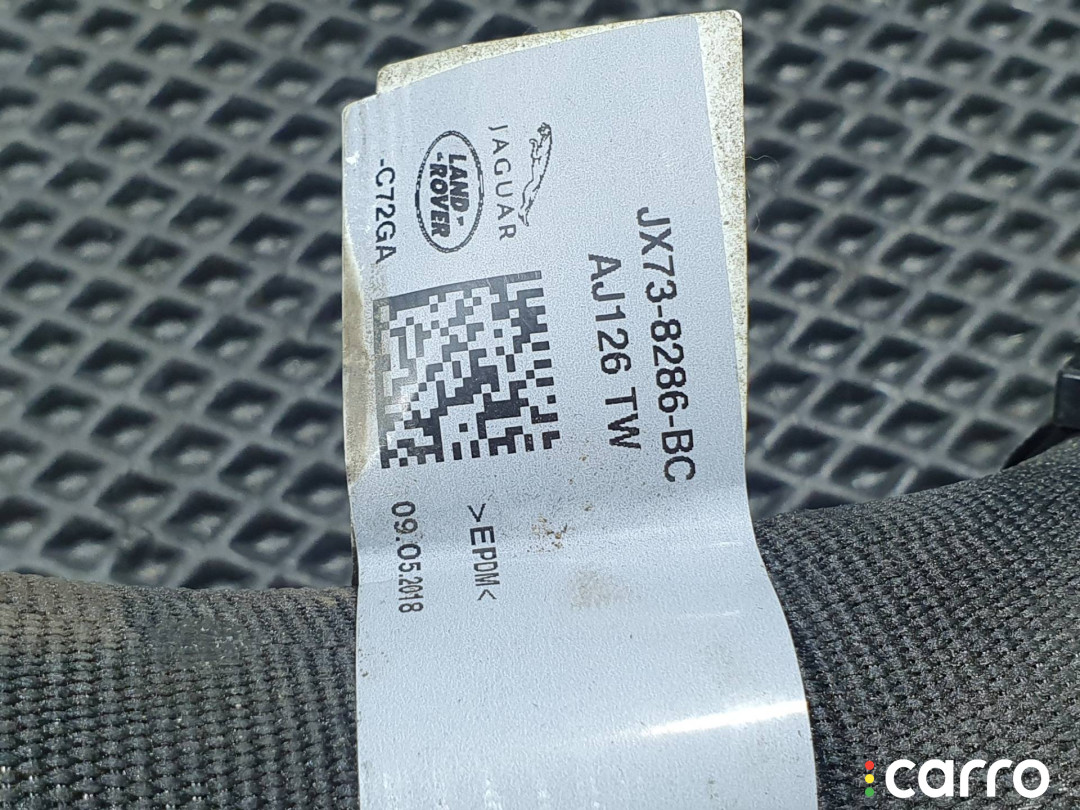 JX73-8286-BC
AJ126 TW
JAGUAR
LAND-
-ROVER
-C72GA
>EPDM<
09.05.2018
carro